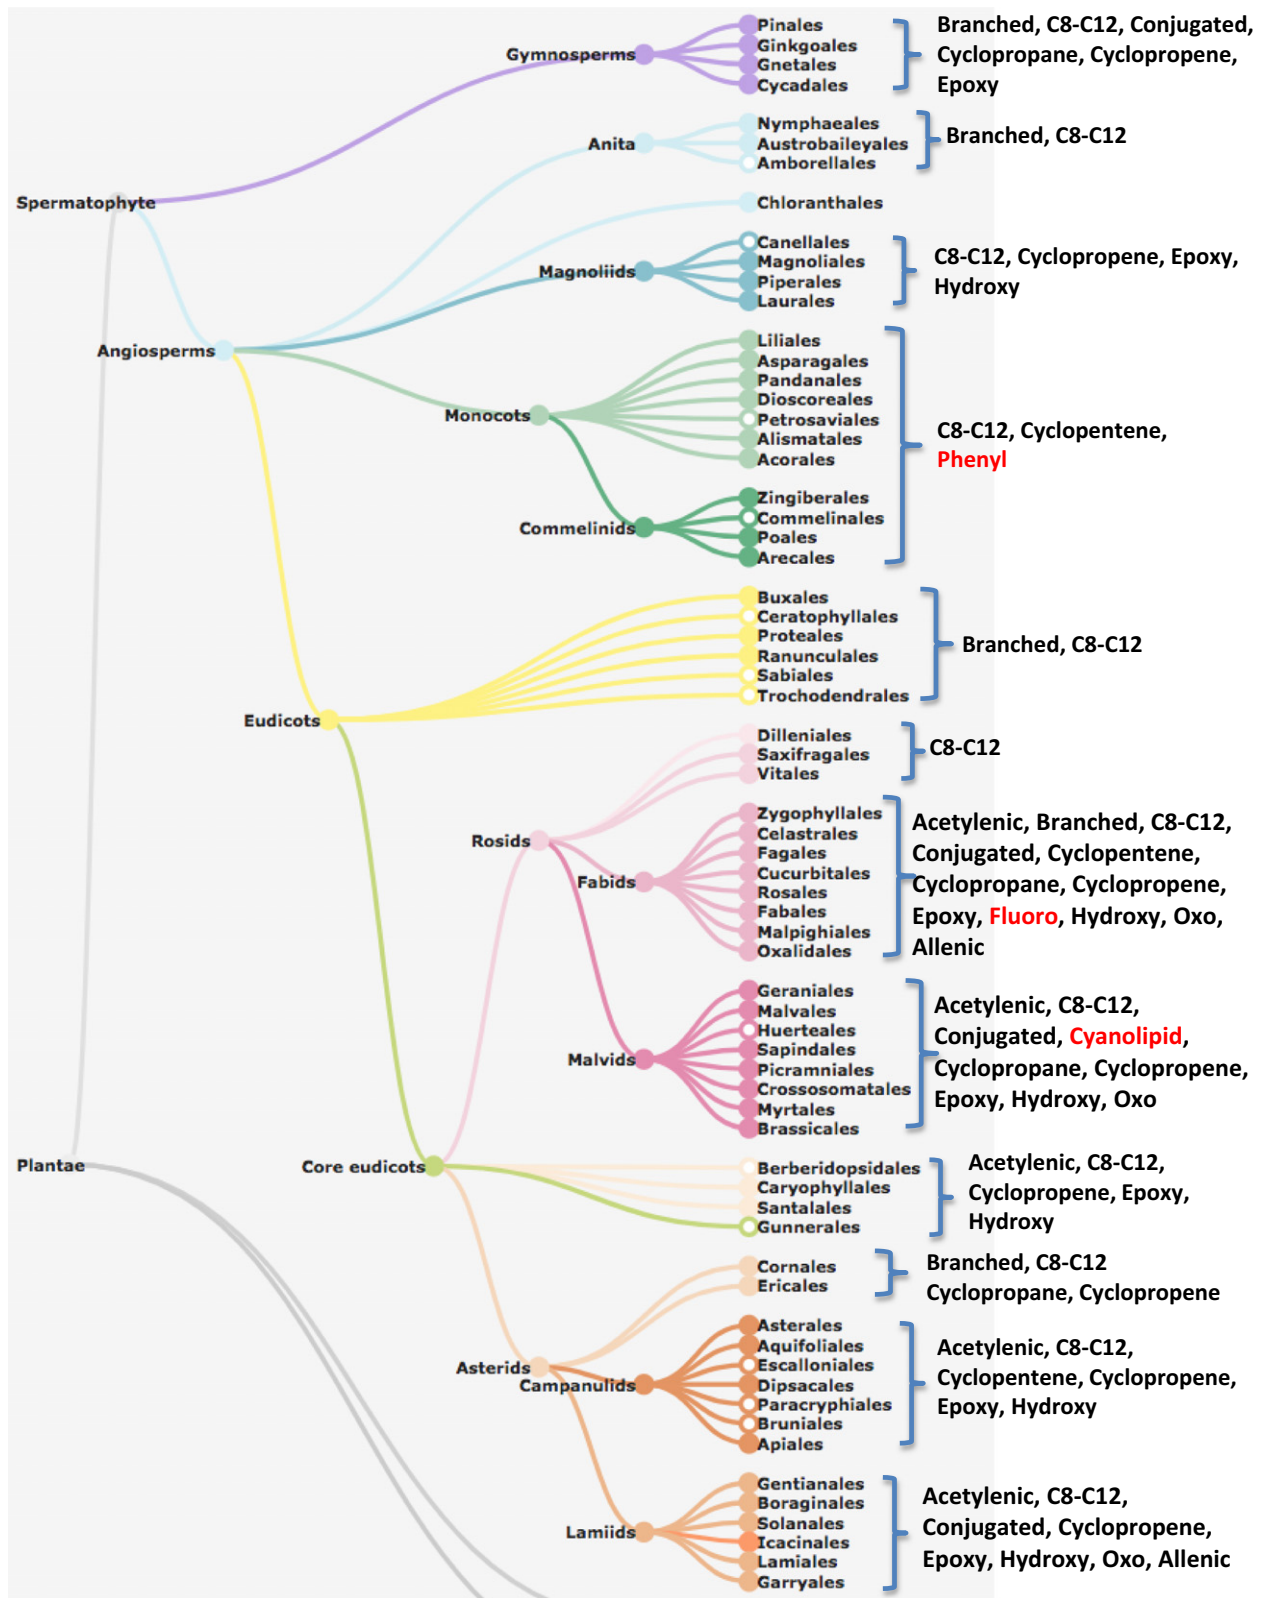 Pinales
Ginkgoales
Gnetales
Cycadales
Gymnosperms
Branched, C8-C12, Conjugated,
Cyclopropane, Cyclopropene,
Epoxy
Nymphaeales
Austrobaileyales
Amborellales
Anita
Branched, C8-C12
Spermatophyte
Chloranthales
Canellales
Magnoliales
Piperales
Laurales
Magnoliids
C8-C12, Cyclopropene, Epoxy,
Hydroxy
Angiosperms
Liliales
Asparagales
Pandanales
Dioscoreales
Petrosaviales
Alismatales
Acorales
Monocots
Zingiberales
Commelinales
Poales
Arecales
Commelinids
C8-C12, Cyclopentene,
Phenyl
Buxales
Ceratophyllales
Proteales
Ranunculales
Sabiales
Trochodendrales
Branched, C8-C12
Eudicots
Dilleniales
Saxifragales
Vitales
C8-C12
Rosids
Zygophyllales
Celastrales
Fagales
Cucurbitales
Rosales
Fabales
Malpighiales
Oxalidales
Fabids
Acetylenic, Branched, C8-C12,
Conjugated, Cyclopentene,
Cyclopropane, Cyclopropene,
Epoxy, Fluoro, Hydroxy, Oxo,
Allenic
Geraniales
Malvales
Huerteales
Sapindales
Picramniales
Crossosomatales
Myrtales
Brassicales
Malvids
Acetylenic, C8-C12,
Conjugated, Cyanolipid,
Cyclopropane, Cyclopropene,
Epoxy, Hydroxy, Oxo
Plantae
Core eudicots
Berberidopsidales
Caryophyllales
Santalales
Gunnerales
Acetylenic, C8-C12,
Cyclopropene, Epoxy,
Hydroxy
Cornales
Ericales
Branched, C8-C12
Cyclopropane, Cyclopropene
Asterids
Asterales
Aquifoliales
Escalloniales
Dipsacales
Paracryphiales
Bruniales
Apiales
Campanulids
Acetylenic, C8-C12,
Cyclopentene, Cyclopropene,
Epoxy, Hydroxy
Gentianales
Boraginales
Solanales
Icacinales
Lamiales
Garryales
Lamiids
Acetylenic, C8-C12,
Conjugated, Cyclopropene,
Epoxy, Hydroxy, Oxo, Allenic